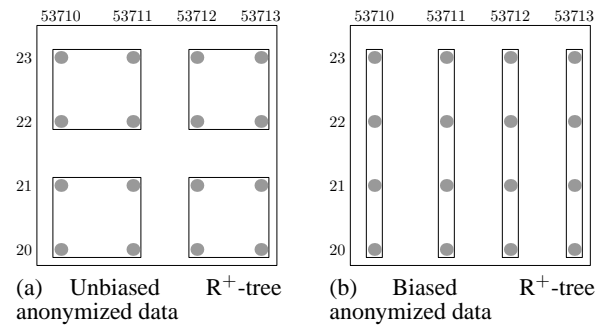 53710 53711 53712 53713
23
22
21
20
(a) Unbiased R+-tree
anonymized data
53710 53711 53712 53713
23
22
21
20
(b) Biased R+-tree
anonymized data